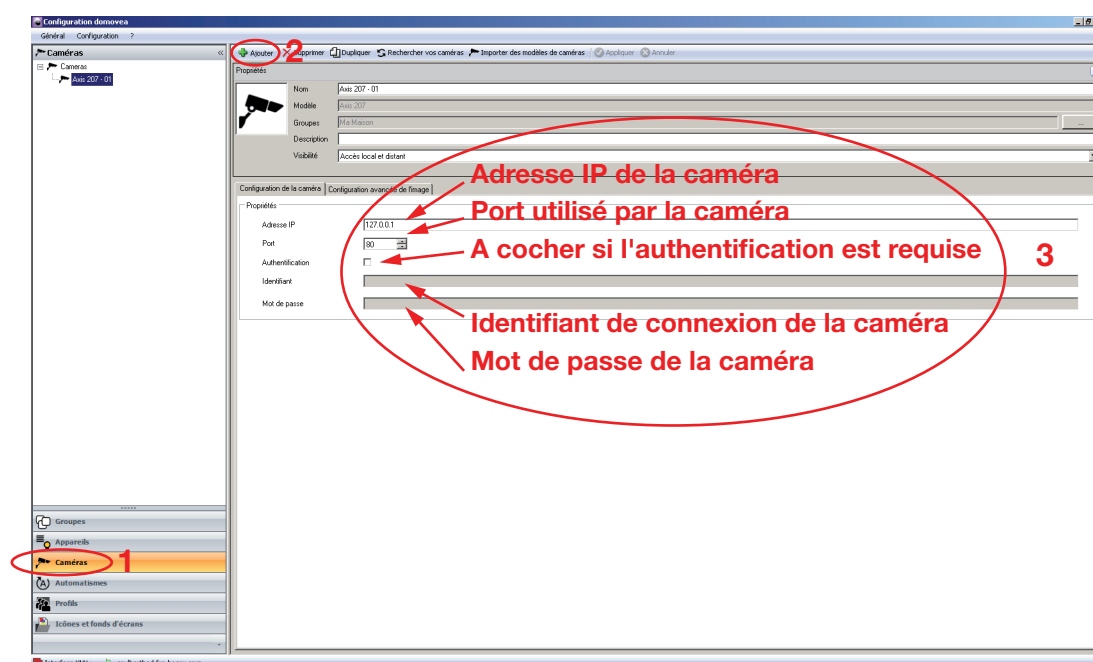 Configuration domovea
Général Configuration ?
Caméras «
Ajouter 2 Supprimer Dupliquer Rechercher vos caméras Importer des modèles de caméras Appliquer Annuler
Cameras
Axis 207 - 01
Propriétés
Nom Axis 207 - 01
Modèle Axis 207
Groupes Ma Maison ...
Description
Visibilité Accès local et distant
Adresse IP de la caméra
Configuration de la caméra Configuration avancée de l'image
Propriétés
Port utilisé par la caméra
Adresse IP 127.0.0.1
Port 80
A cocher si l'authentification est requise 3
Authentification
Identifiant
Mot de passe
Identifiant de connexion de la caméra
Mot de passe de la caméra
Groupes
Appareils
Caméras 1
Automatismes
Profils
Icônes et fonds d'écrans